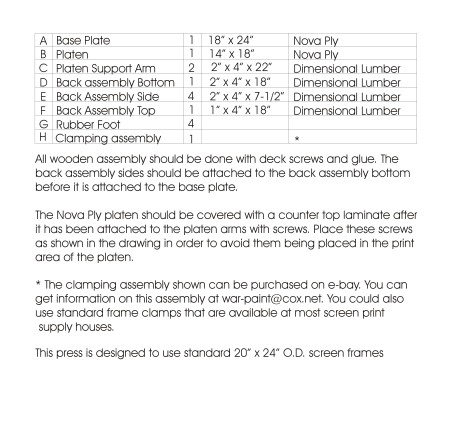 A Base Plate 1 18" x 24" Nova Ply
B Platen 1 14" x 18" Nova Ply
C Platen Support Arm 2 2" x 4" x 22" Dimensional Lumber
D Back assembly Bottom 1 2" x 4" x 18" Dimensional Lumber
E Back Assembly Side 4 2" x 4" x 7-1/2" Dimensional Lumber
F Back Assembly Top 1 1" x 4" x 18" Dimensional Lumber
G Rubber Foot 4
H Clamping assembly 1 *
All wooden assembly should be done with deck screws and glue. The
back assembly sides should be attached to the back assembly bottom
before it is attached to the base plate.
The Nova Ply platen should be covered with a counter top laminate after
it has been attached to the platen arms with screws. Place these screws
as shown in the drawing in order to avoid them being placed in the print
area of the platen.
* The clamping assembly shown can be purchased on e-bay. You can
get information on this assembly at war-paint@cox.net. You could also
use standard frame clamps that are available at most screen print
supply houses.
This press is designed to use standard 20" x 24" O.D. screen frames